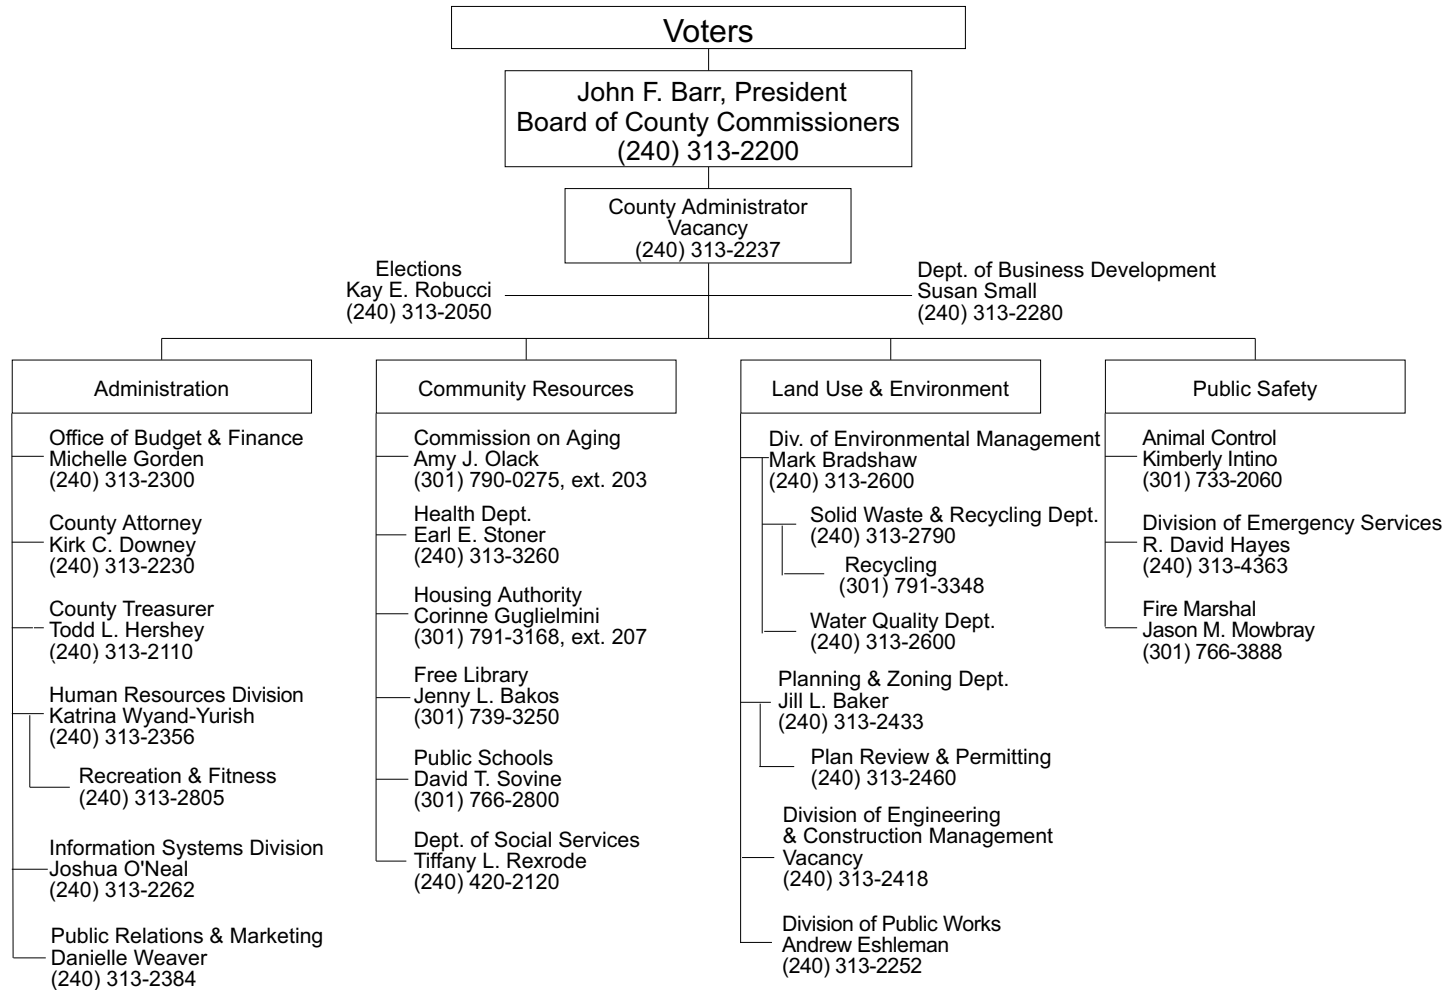 Voters
John F. Barr, President
Board of County Commissioners
(240) 313-2200
County Administrator
Vacancy
(240) 313-2237
Elections
Kay E. Robucci
(240) 313-2050
Dept. of Business Development
Susan Small
(240) 313-2280
Administration
Office of Budget & Finance
Michelle Gorden
(240) 313-2300
County Attorney
Kirk C. Downey
(240) 313-2230
County Treasurer
Todd L. Hershey
(240) 313-2110
Human Resources Division
Katrina Wyand-Yurish
(240) 313-2356
Recreation & Fitness
(240) 313-2805
Information Systems Division
Joshua O'Neal
(240) 313-2262
Public Relations & Marketing
Danielle Weaver
(240) 313-2384
Community Resources
Commission on Aging
Amy J. Olack
(301) 790-0275, ext. 203
Health Dept.
Earl E. Stoner
(240) 313-3260
Housing Authority
Corinne Guglielmini
(301) 791-3168, ext. 207
Free Library
Jenny L. Bakos
(301) 739-3250
Public Schools
David T. Sovine
(301) 766-2800
Dept. of Social Services
Tiffany L. Rexrode
(240) 420-2120
Land Use & Environment
Div. of Environmental Management
Mark Bradshaw
(240) 313-2600
Solid Waste & Recycling Dept.
(240) 313-2790
Recycling
(301) 791-3348
Water Quality Dept.
(240) 313-2600
Planning & Zoning Dept.
Jill L. Baker
(240) 313-2433
Plan Review & Permitting
(240) 313-2460
Division of Engineering
& Construction Management
Vacancy
(240) 313-2418
Division of Public Works
Andrew Eshleman
(240) 313-2252
Public Safety
Animal Control
Kimberly Intino
(301) 733-2060
Division of Emergency Services
R. David Hayes
(240) 313-4363
Fire Marshal
Jason M. Mowbray
(301) 766-3888